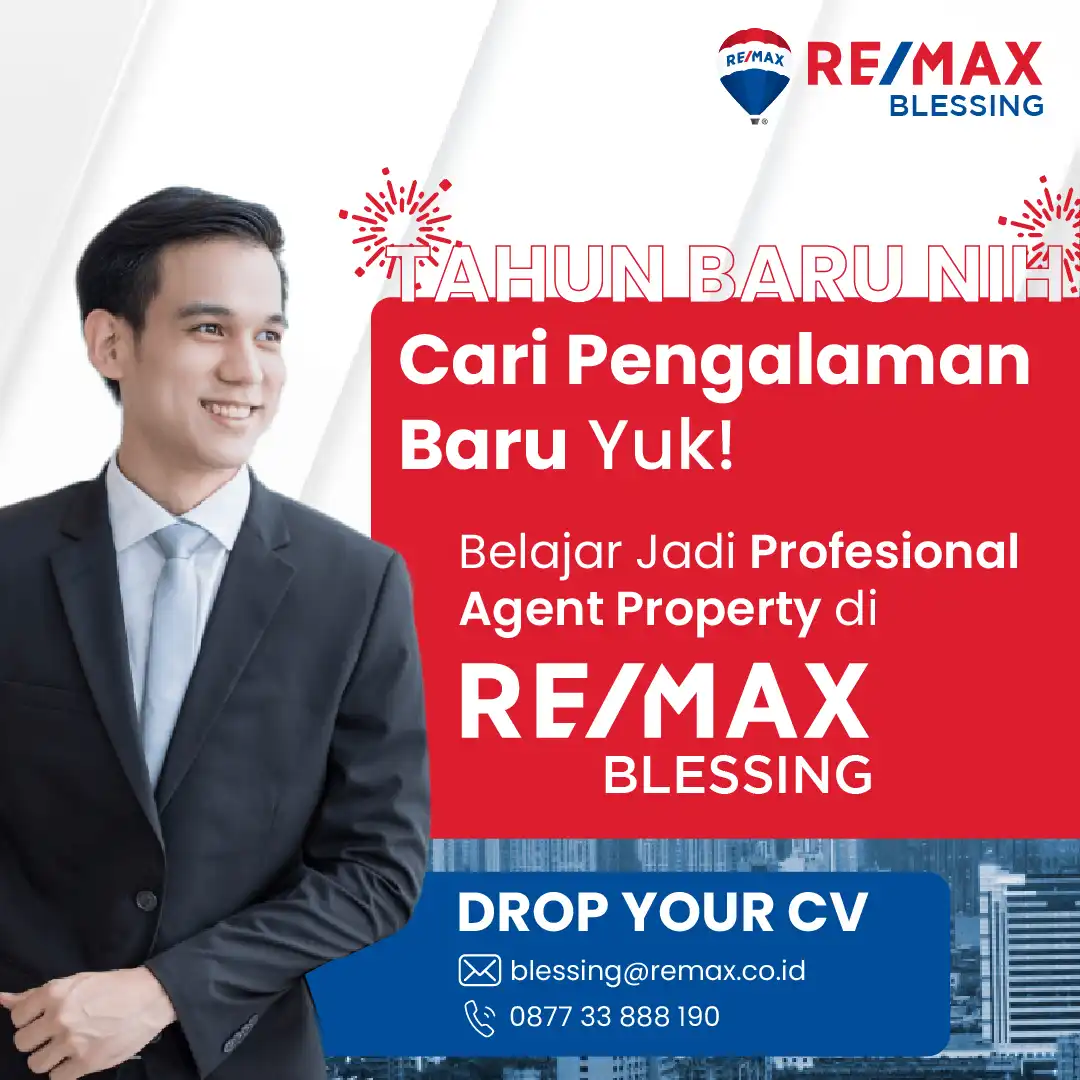 RE/MAX
RE/MAX
BLESSING
TAHUN BARU NIH
Cari Pengalaman
Baru Yuk!
Belajar Jadi Profesional
Agent Property di
RE/MAX
BLESSING
DROP YOUR CV
blessing@remax.co.id
0877 33 888 190